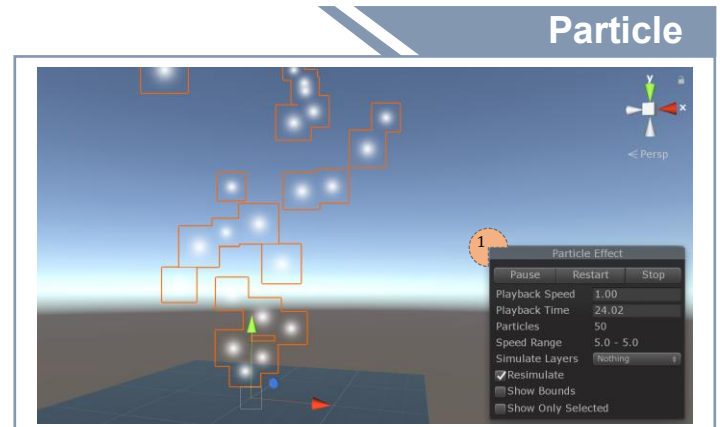 Particle
y
x
< Persp
1
Particle Effect
Pause Restart Stop
Playback Speed 1.00
Playback Time 24.02
Particles 50
Speed Range 5.0 - 5.0
Simulate Layers Nothing
Resimulate
Show Bounds
Show Only Selected